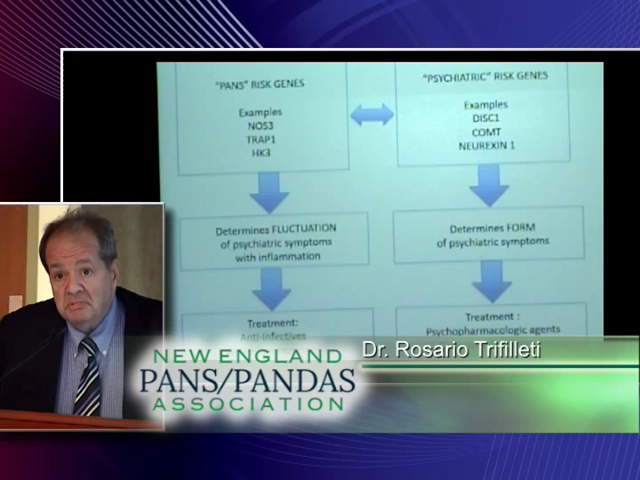 "PANS" RISK GENES
Examples
NOS3
TRAP1
HK3
"PSYCHIATRIC" RISK GENES
Examples
DISC1
COMT
NEUREXIN 1
Determines FLUCTUATION
of psychiatric symptoms
with inflammation
Determines FORM
of psychiatric symptoms
Treatment:
Anti-infectives
Treatment :
Psychopharmacologic agents
Dr. Rosario Trifilleti
NEW ENGLAND
PANS/PANDAS
ASSOCIATION